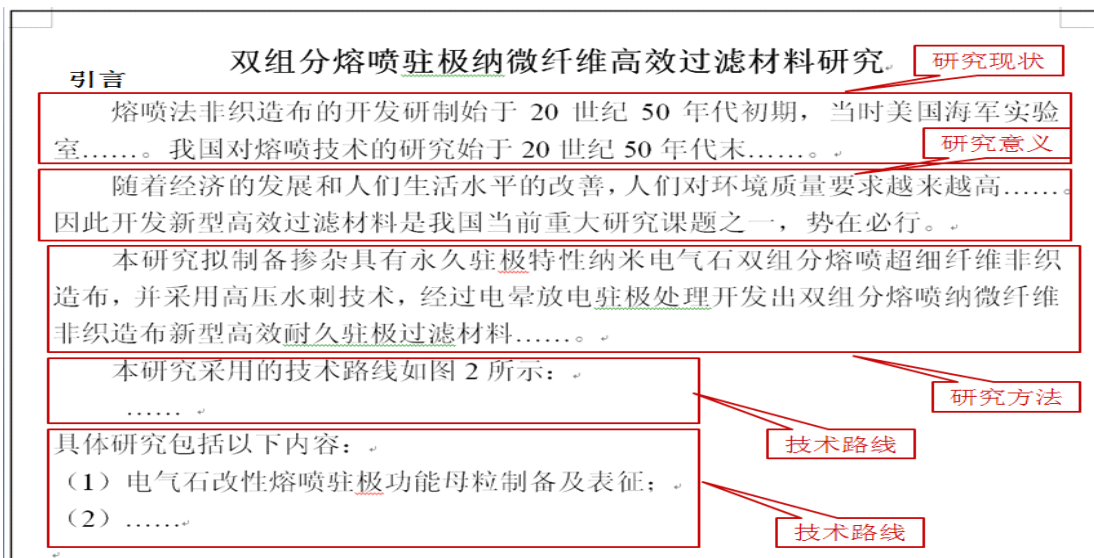 双组分熔喷驻极纳微纤维高效过滤材料研究
研究现状
引言
熔喷法非织造布的开发研制始于 20 世纪 50 年代初期，当时美国海军实验
室……。我国对熔喷技术的研究始于 20 世纪 50 年代末……。
研究意义
随着经济的发展和人们生活水平的改善，人们对环境质量要求越来越高……。
因此开发新型高效过滤材料是我国当前重大研究课题之一，势在必行。
本研究拟制备掺杂具有永久驻极特性纳米电气石双组分熔喷超细纤维非织
造布，并采用高压水刺技术，经过电晕放电驻极处理开发出双组分熔喷纳微纤维
非织造布新型高效耐久驻极过滤材料……。
研究方法
本研究采用的技术路线如图 2 所示：
……
技术路线
具体研究包括以下内容：
（1）电气石改性熔喷驻极功能母粒制备及表征；
（2）……
技术路线